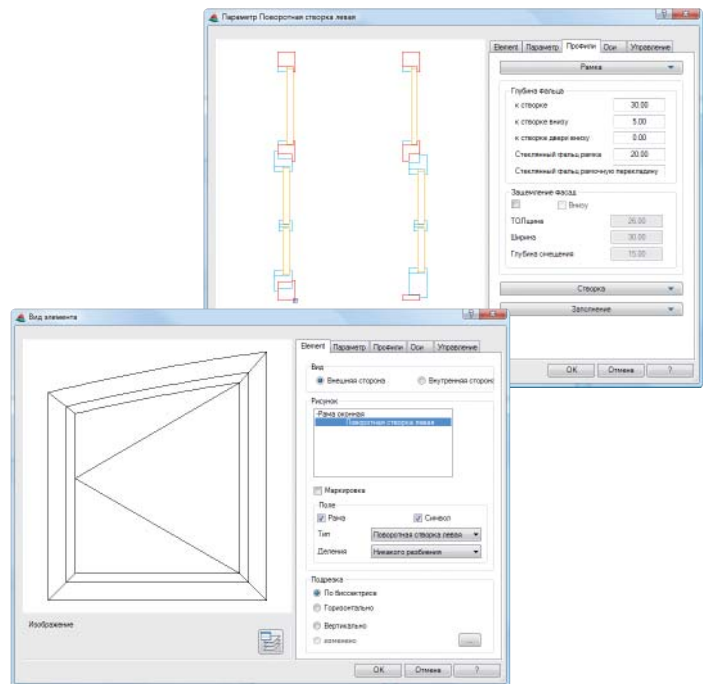 Параметр Поворотная створка левая
Element Параметр Профили Оси Управление
Рамка
Глубина фальца
к створке 30.00
к створке внизу 5.00
к створке двери внизу 0.00
Стеклянный фальц рамка 20.00
Стеклянный фальц рамочную перекладину
Защемление фасад
Внизу
ТОЛщина 26.00
Ширина 30.00
Глубина смещения 15.00
Створка
Заполнение
OK Отмена ?
Вид элемента
Element Параметр Профили Оси Управление
Вид
Внешняя сторона Внутренняя сторона
Рисунок
-Рама оконная
Поворотная створка левая
Маркировка
Поле
Рама Символ
Тип Поворотная створка левая
Деления Никакого разбиения
Подрезка
По биссектрисе
Горизонтально
Вертикально
изменено ...
Изображение
OK Отмена ?